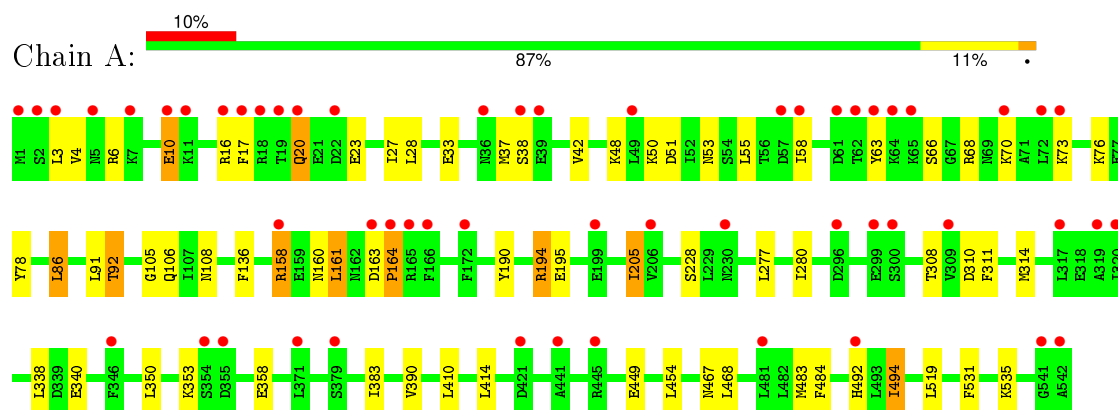 10%
Chain A:
87%
11%
•
M1 S2 L3 V4 N5 R6 K7 E10 K11 R16 F17 R18 T19 Q20 E21 D22 E23 I27 L28 E33 N36 M37 S38 E39 V42 K48 L49 K50 D51 I52 N53 S54 L55 T56 D57 I58 D61 T62 Y63 K64 K65 S66 G67 R68 N69 K70 A71 L72 K73 K76 F77
Y78 L86 L91 T92 G105 Q106 I107 N108 F136 R158 E159 N160 L161 N162 D163 P164 R165 F166 F172 Y190 R194 E195 E199 I205 V206 S228 L229 N230 L277 I280 D296 E299 S300 T308 V309 D310 F311 M314 L317 E318 A319
L338 D339 E340 F346 L350 K353 S354 D355 E358 L371 S379 I383 V390 L410 L414 D421 A441 R445 E449 L454 N467 L468 L481 L482 M483 F484 H492 L493 I494 L519 F531 K535 G541 A542